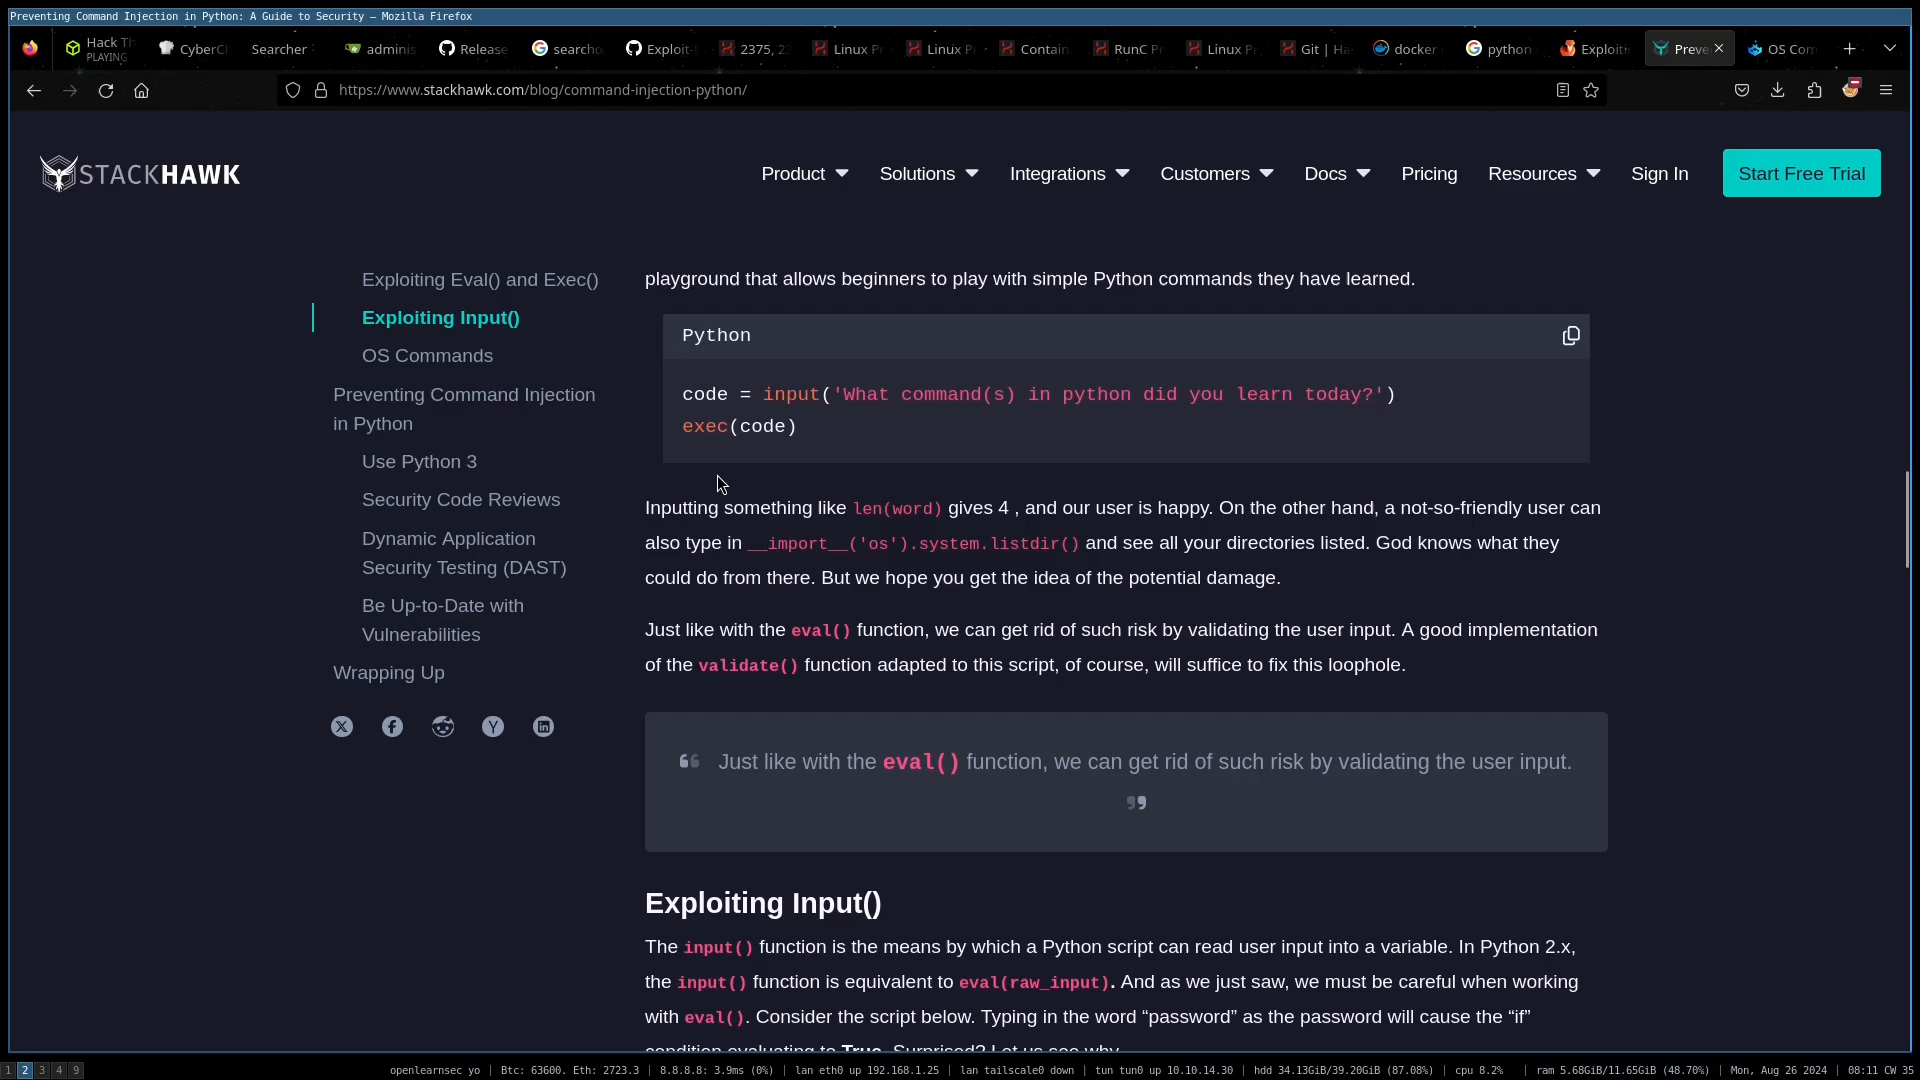 Preventing Command Injection in Python: A Guide to Security — Mozilla Firefox
Hack Th
PLAYING
CyberCh
Searcher
adminis
Release
searcho
Exploit-
2375, 23
Linux Pr
Linux P
Contain
RunC Pr
Linux Pr
Git | Ha
docker
python
Exploiti
Preve
OS Com
https://www.stackhawk.com/blog/command-injection-python/
STACKHAWK
Product
Solutions
Integrations
Customers
Docs
Pricing
Resources
Sign In
Start Free Trial
Exploiting Eval() and Exec()
Exploiting Input()
OS Commands
Preventing Command Injection
in Python
Use Python 3
Security Code Reviews
Dynamic Application
Security Testing (DAST)
Be Up-to-Date with
Vulnerabilities
Wrapping Up
playground that allows beginners to play with simple Python commands they have learned.
Python
code = input('What command(s) in python did you learn today?')
exec(code)
Inputting something like len(word) gives 4 , and our user is happy. On the other hand, a not-so-friendly user can
also type in __import__('os').system.listdir() and see all your directories listed. God knows what they
could do from there. But we hope you get the idea of the potential damage.
Just like with the eval() function, we can get rid of such risk by validating the user input. A good implementation
of the validate() function adapted to this script, of course, will suffice to fix this loophole.
“ Just like with the eval() function, we can get rid of such risk by validating the user input.
”
Exploiting Input()
The input() function is the means by which a Python script can read user input into a variable. In Python 2.x,
the input() function is equivalent to eval(raw_input). And as we just saw, we must be careful when working
with eval(). Consider the script below. Typing in the word “password” as the password will cause the “if”
condition evaluating to True. Surprised? Let us see why.
1 2 3 4 9
openlearnsec yo | Btc: 63600. Eth: 2723.3 | 8.8.8.8: 3.9ms (0%) | lan eth0 up 192.168.1.25 | lan tailscale0 down | tun tun0 up 10.10.14.30 | hdd 34.13GiB/39.20GiB (87.08%) | cpu 8.2% | ram 5.68GiB/11.65GiB (48.70%) | Mon, Aug 26 2024 | 08:11 CW 35